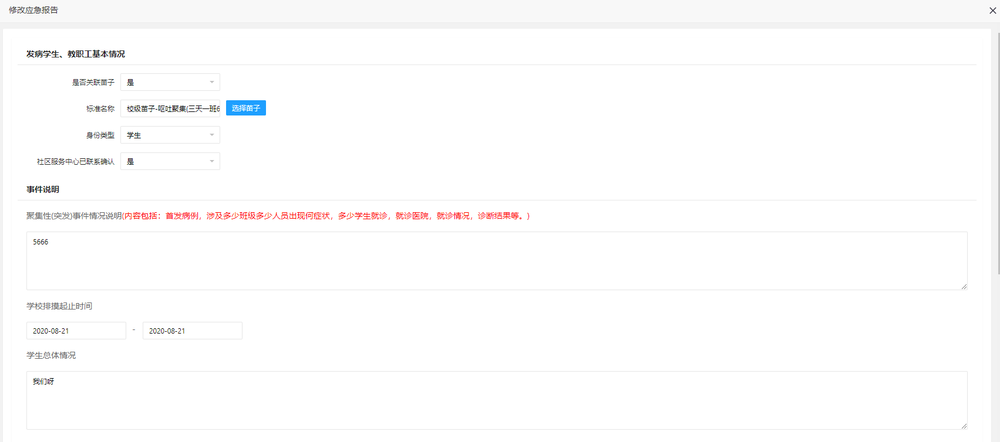 修改应急报告
发病学生、教职工基本情况
是否关联苗子 是
标准名称 校级苗子-呕吐聚集(三天一班6 选择苗子
身份类型 学生
社区服务中心已联系确认 是
事件说明
聚集性(突发)事件情况说明(内容包括：首发病例，涉及多少班级多少人员出现何症状，多少学生就诊，就诊医院，就诊情况，诊断结果等。)
5666
学校排摸起止时间
2020-08-21 - 2020-08-21
学生总体情况
我们呀